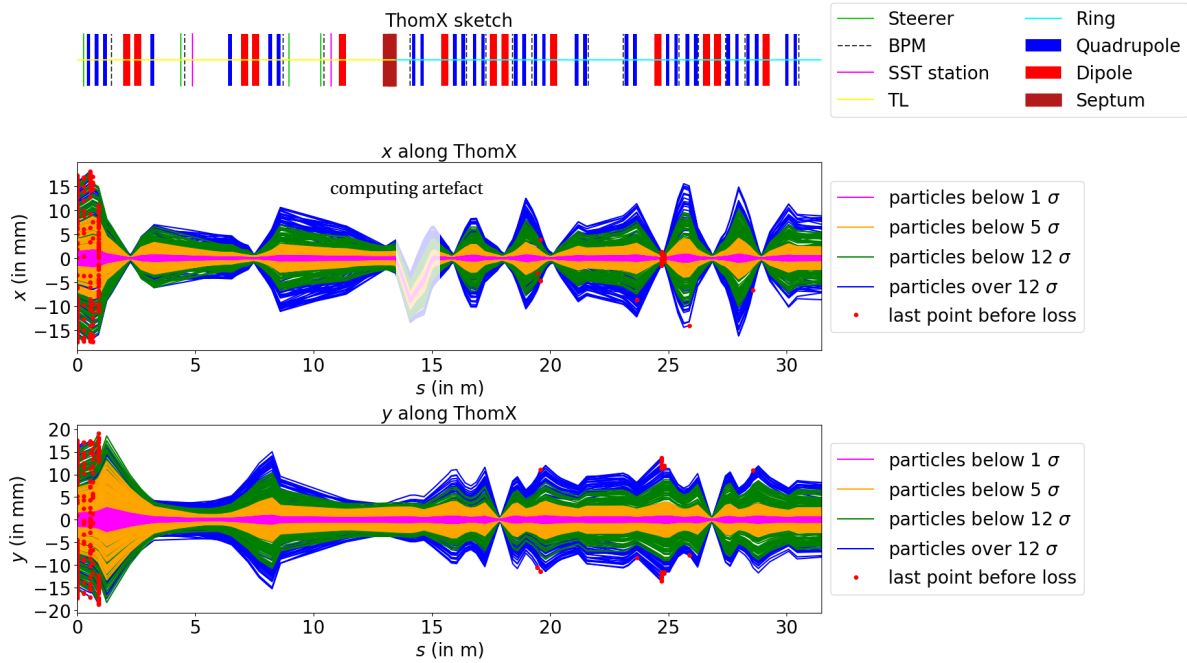 ThomX sketch
Steerer
BPM
SST station
TL
Ring
Quadrupole
Dipole
Septum
x along ThomX
computing artefact
15
10
5
0
−5
−10
−15
x (in mm)
0 5 10 15 20 25 30
s (in m)
particles below 1 σ
particles below 5 σ
particles below 12 σ
particles over 12 σ
last point before loss
y along ThomX
20
15
10
5
0
−5
−10
−15
−20
y (in mm)
0 5 10 15 20 25 30
s (in m)
particles below 1 σ
particles below 5 σ
particles below 12 σ
particles over 12 σ
last point before loss